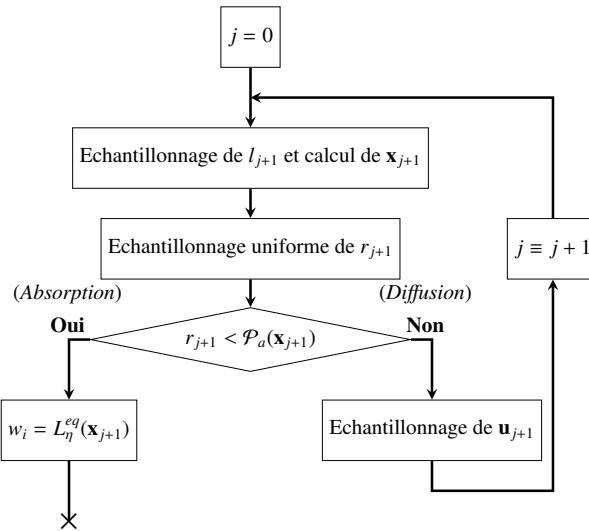 j = 0
Echantillonnage de l_{j+1} et calcul de x_{j+1}
Echantillonnage uniforme de r_{j+1}
j ≡ j + 1
(Absorption)
(Diffusion)
Oui
r_{j+1} < 𝒫_a(x_{j+1})
Non
w_i = L_η^{eq}(x_{j+1})
Echantillonnage de u_{j+1}